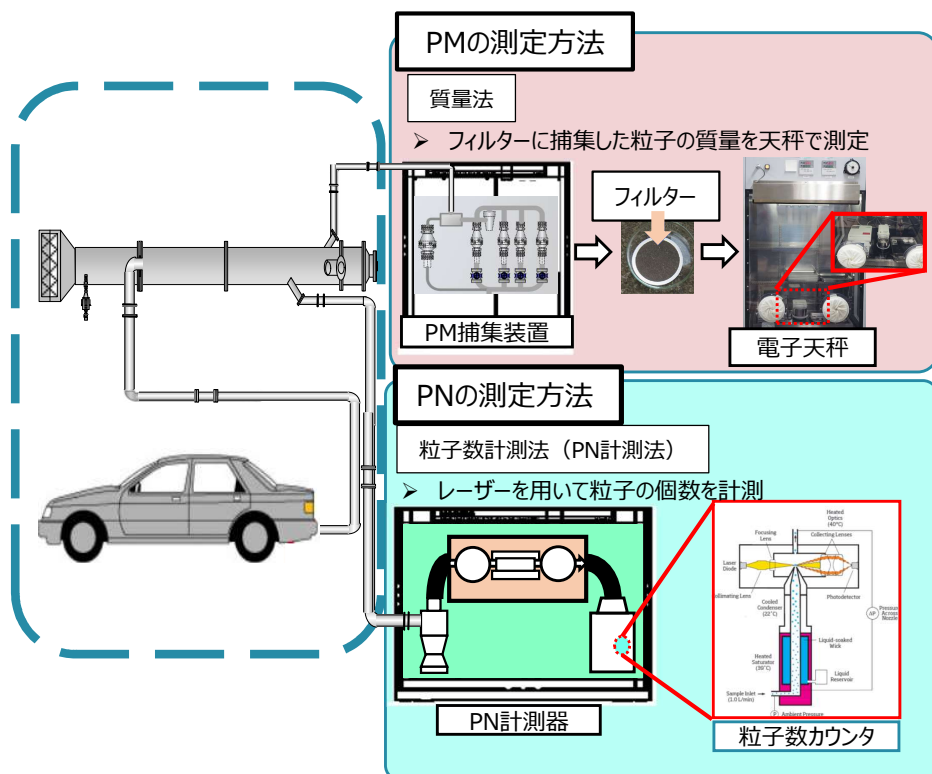 PMの測定方法
質量法
➢ フィルターに捕集した粒子の質量を天秤で測定
フィルター
PM捕集装置
電子天秤
PNの測定方法
粒子数計測法（PN計測法）
➢ レーザーを用いて粒子の個数を計測
Heated
Optics
(40°C)
Focusing
Lens
Collecting Lenses
Laser
Diode
Collimating Lens
Photodetector
Cooled
Condenser
(22°C)
ΔP
Pressure
Across
Nozzle
Liquid-soaked
Wick
Heated
Saturator
(39°C)
Liquid
Reservoir
Sample Inlet
(1.0 L/min)
P
Ambient Pressure
PN計測器
粒子数カウンタ